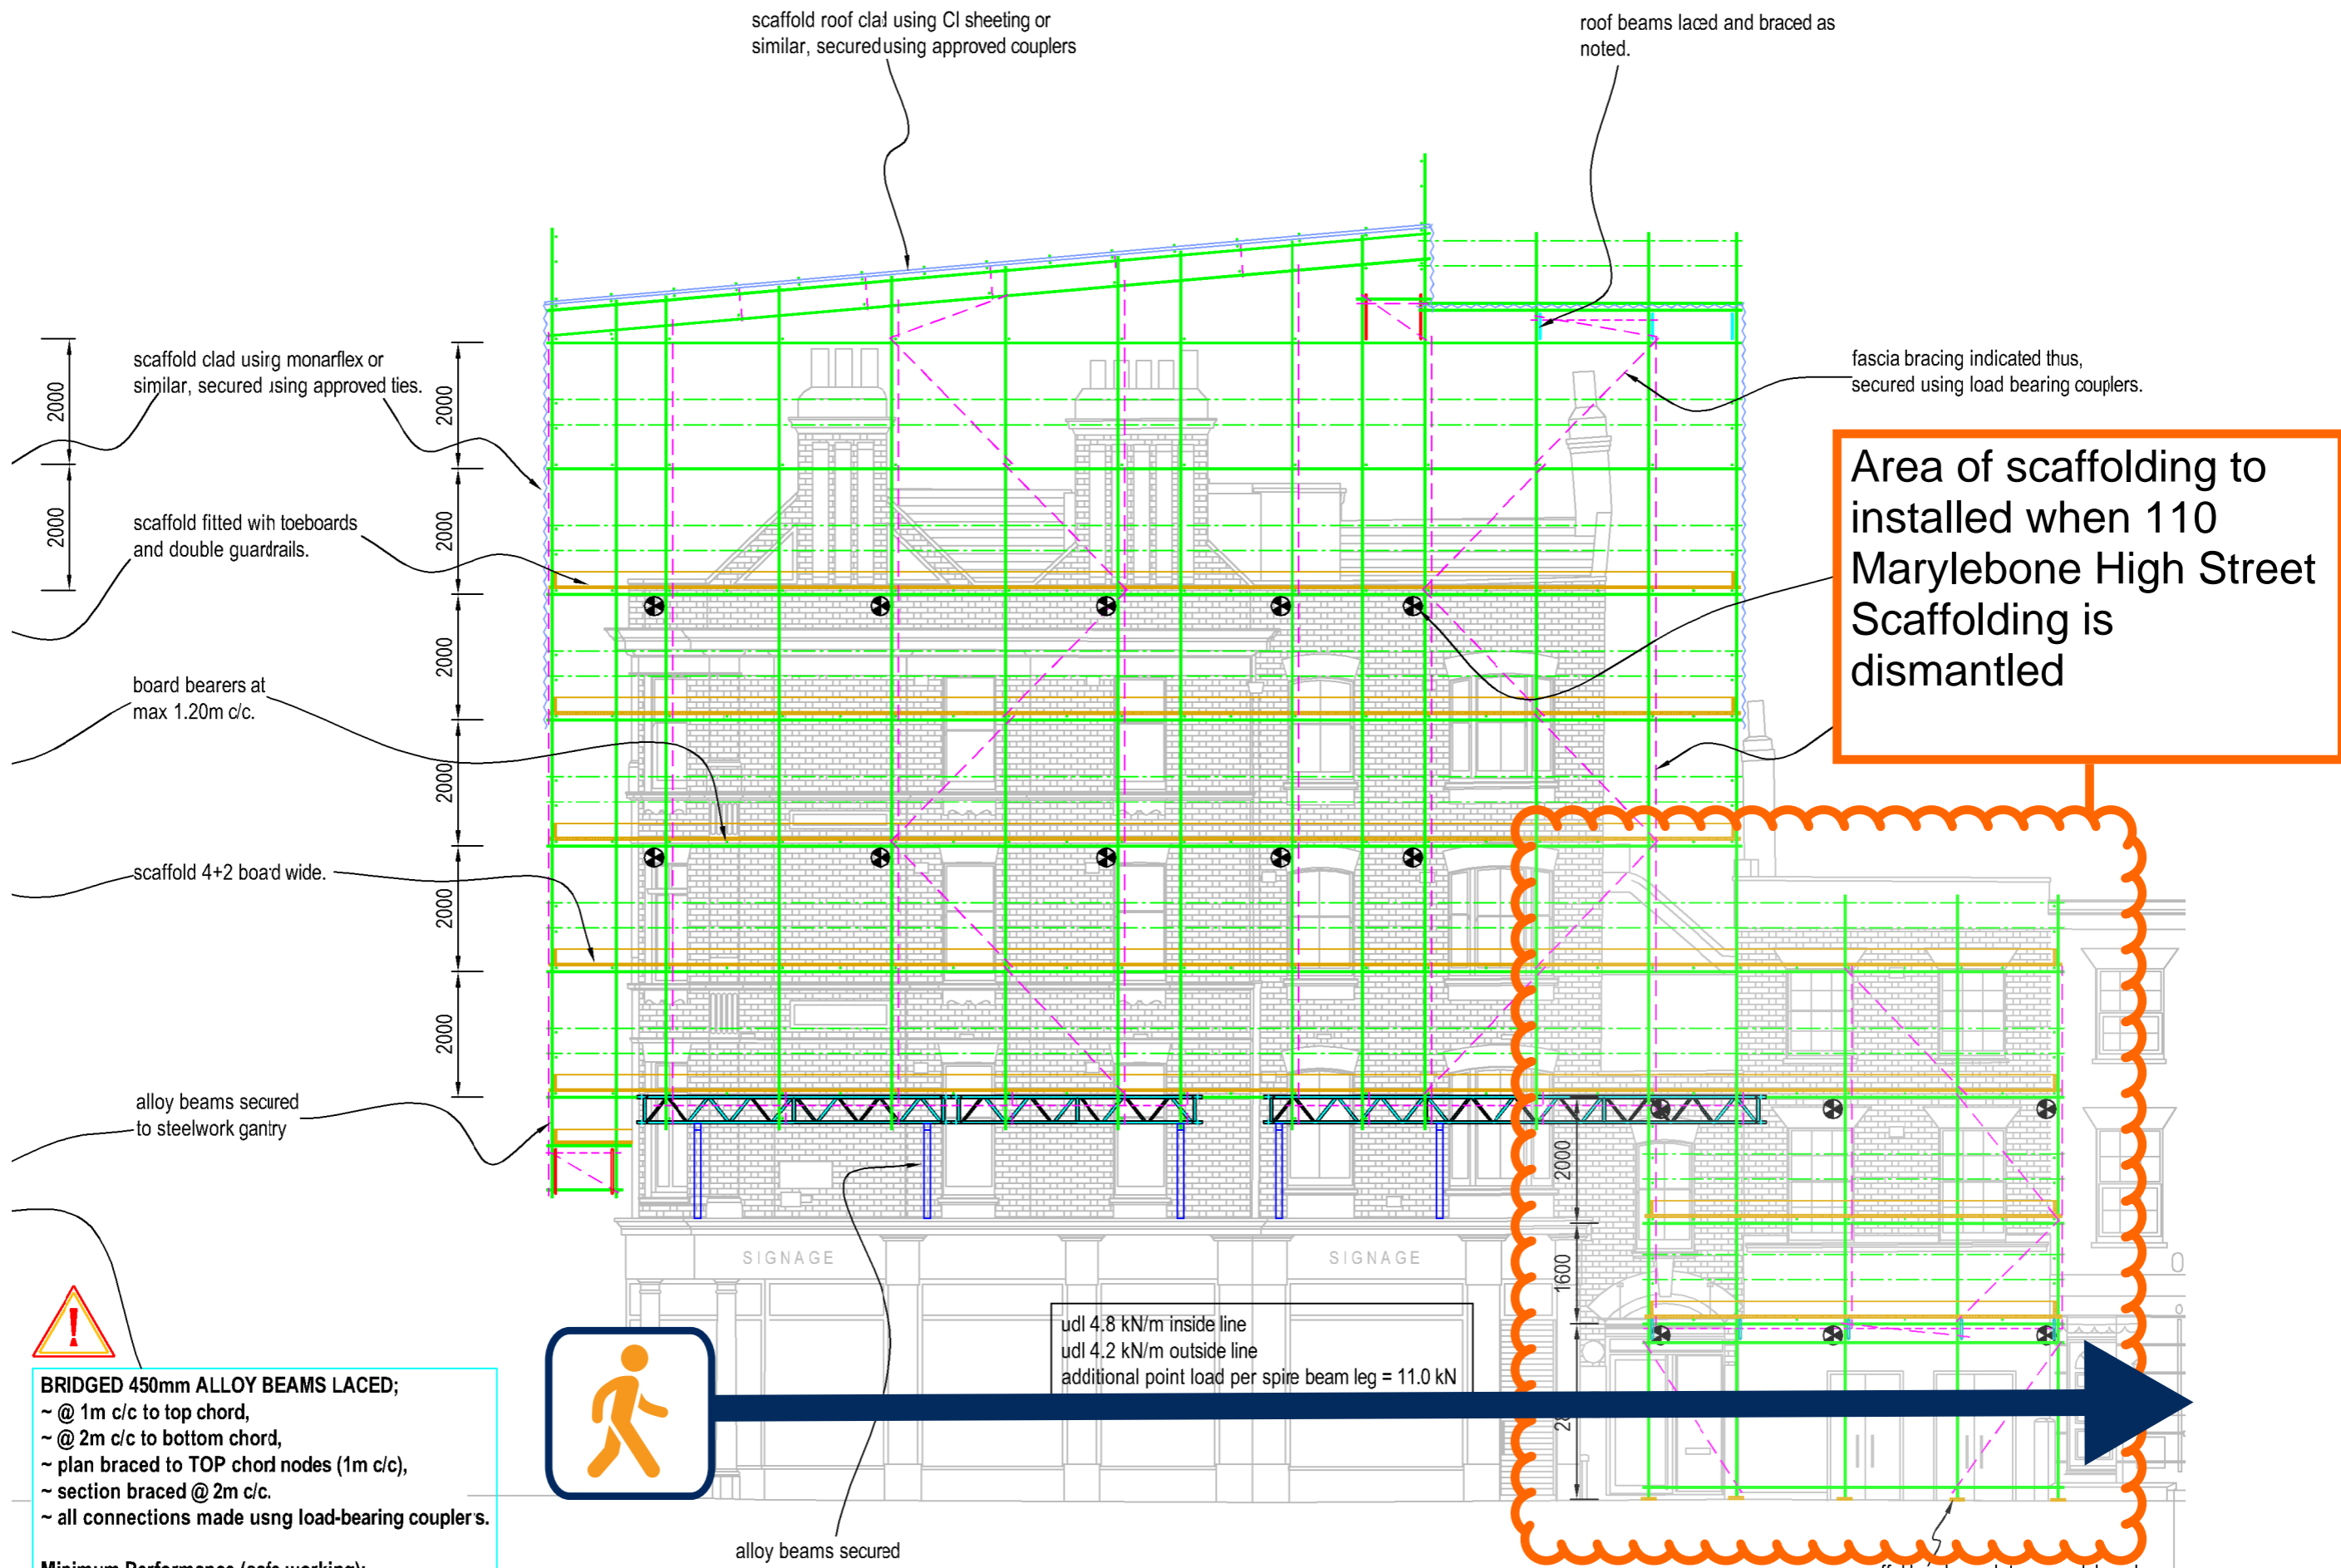 scaffold roof clad using CI sheeting or
similar, secured using approved couplers
roof beams laced and braced as
noted.
scaffold clad using monarflex or
similar, secured using approved ties.
fascia bracing indicated thus,
secured using load bearing couplers.
Area of scaffolding to
installed when 110
Marylebone High Street
Scaffolding is
dismantled
scaffold fitted with toeboards
and double guardrails.
board bearers at
max 1.20m c/c.
scaffold 4+2 board wide.
alloy beams secured
to steelwork gantry
2000
2000
2000
2000
2000
2000
2000
2000
2000
1600
SIGNAGE
SIGNAGE
udl 4.8 kN/m inside line
udl 4.2 kN/m outside line
additional point load per spire beam leg = 11.0 kN
BRIDGED 450mm ALLOY BEAMS LACED;
~ @ 1m c/c to top chord,
~ @ 2m c/c to bottom chord,
~ plan braced to TOP chord nodes (1m c/c),
~ section braced @ 2m c/c.
~ all connections made usng load-bearing couplers.
Minimum Performance (safe working):
alloy beams secured